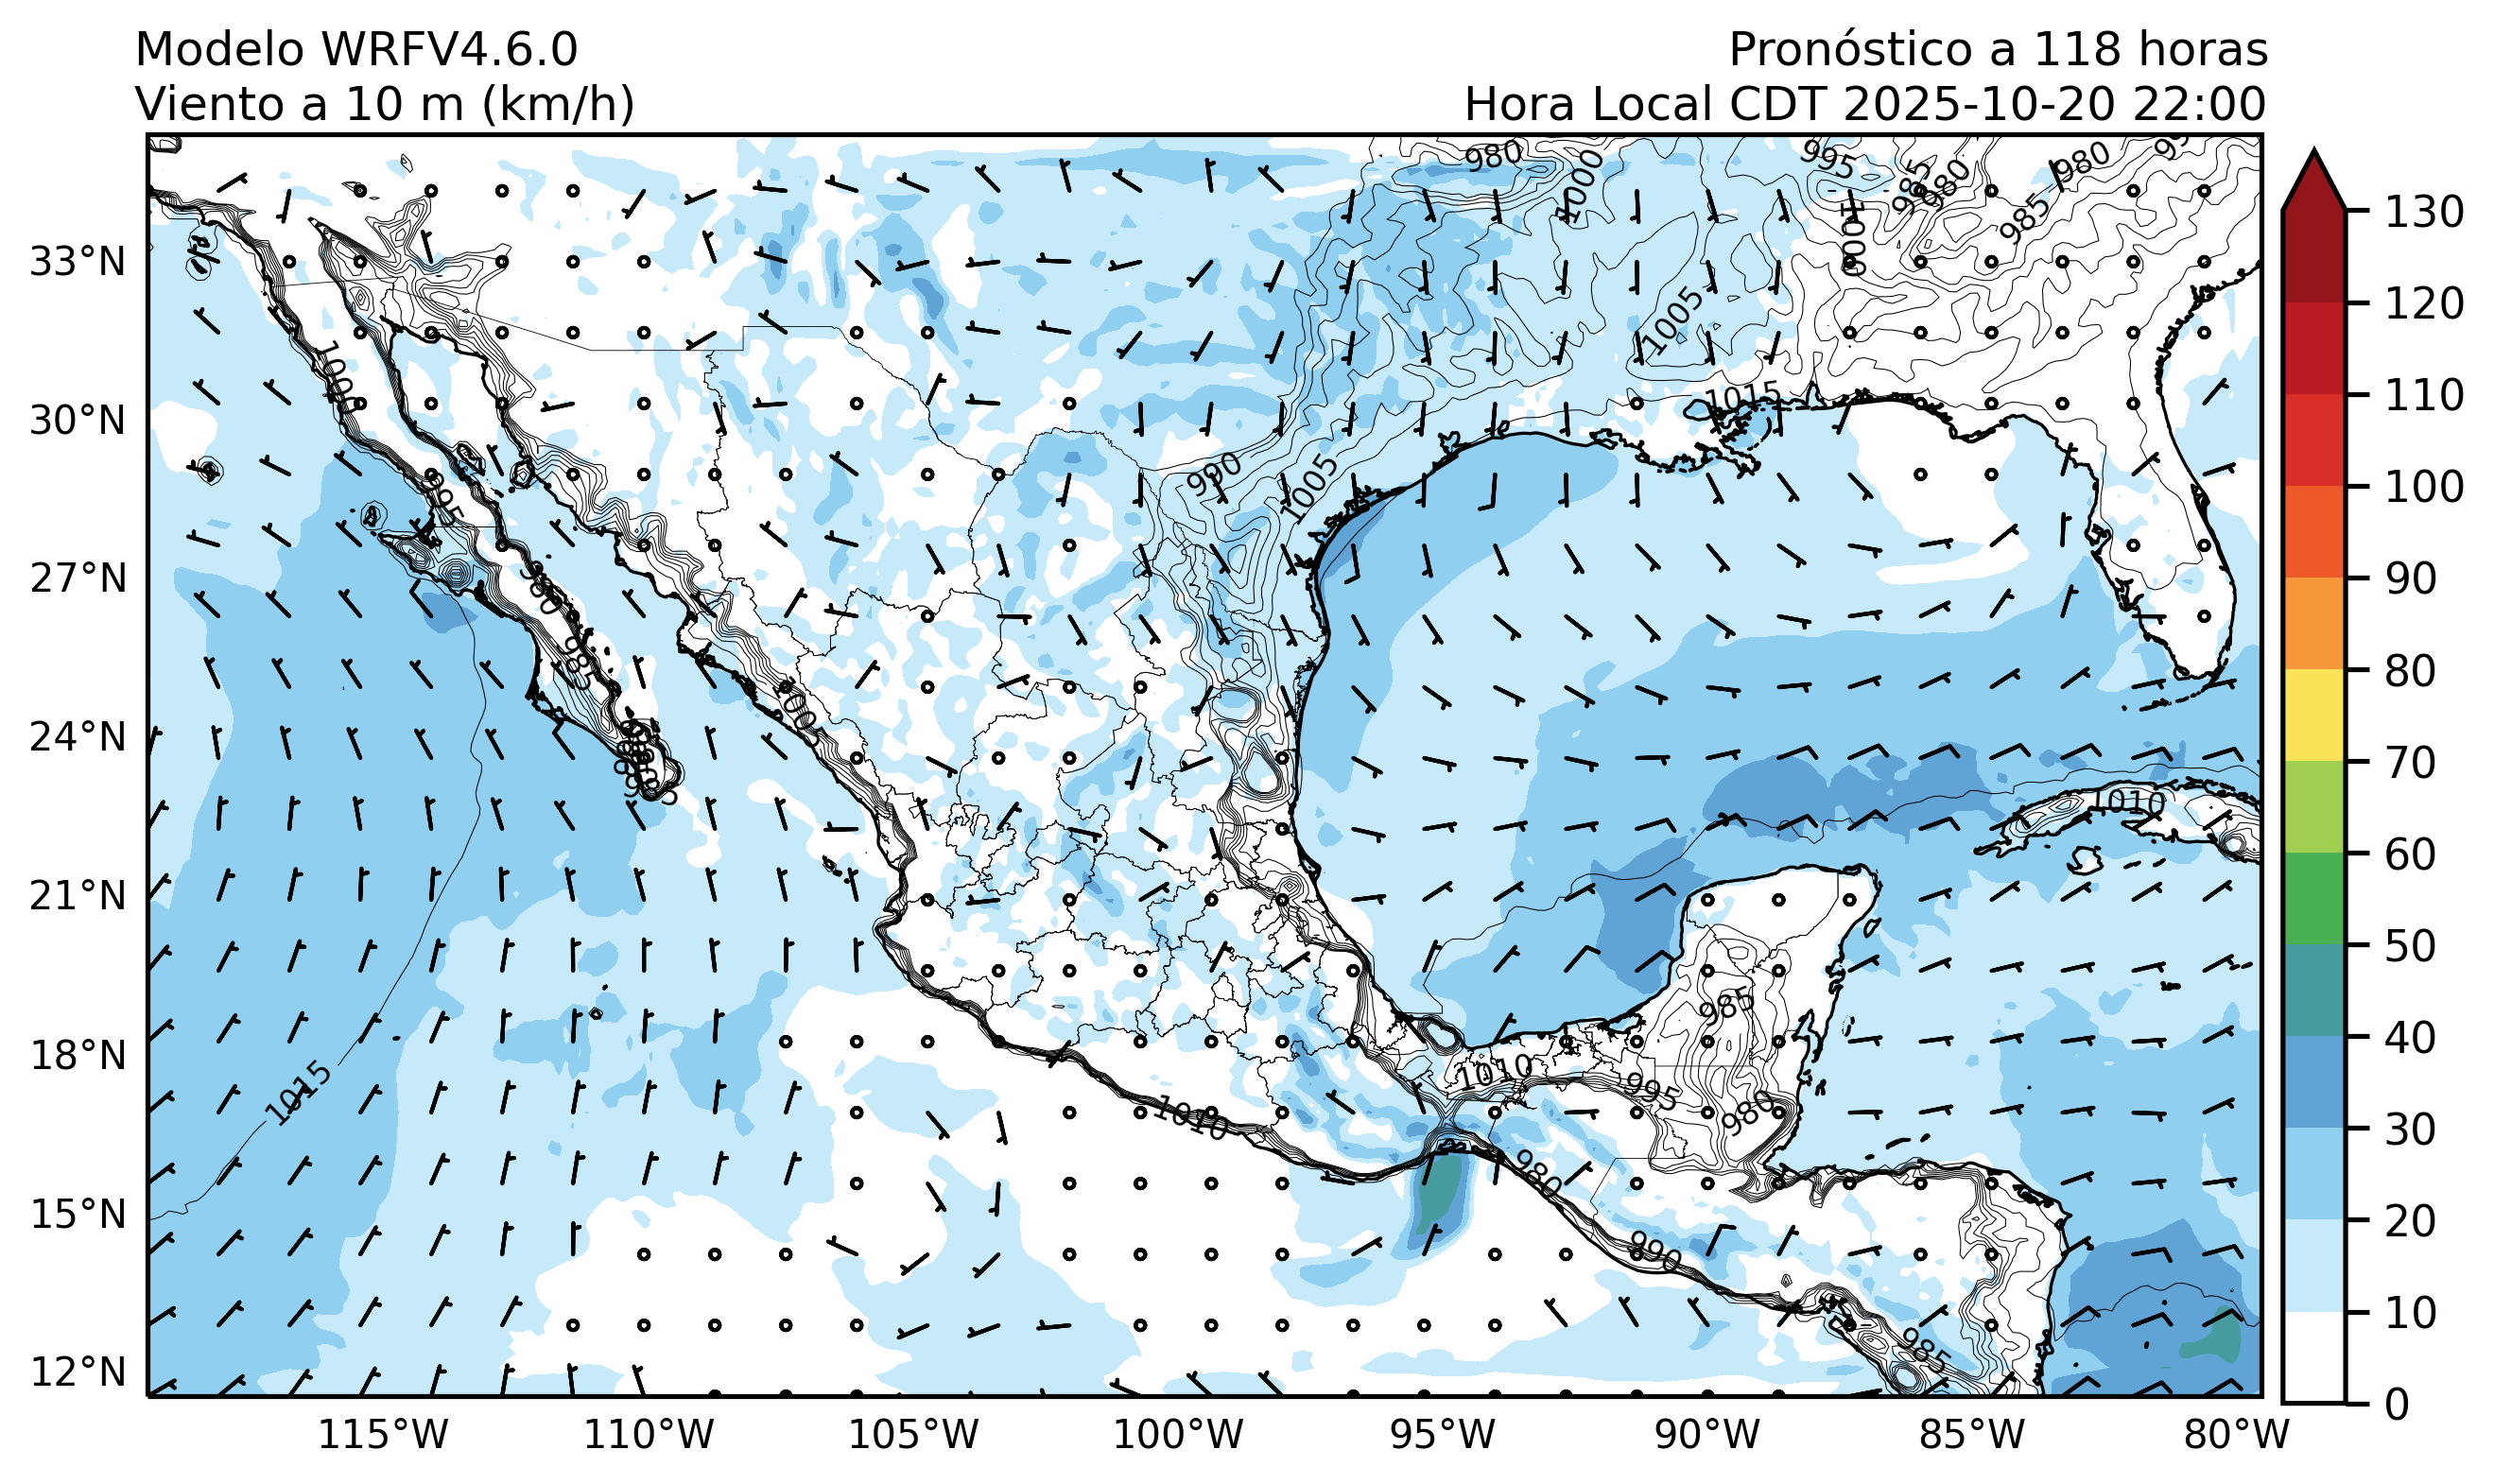 Modelo WRFV4.6.0
Viento a 10 m (km/h)
Pronóstico a 118 horas
Hora Local CDT 2025-10-20 22:00
33°N
30°N
27°N
24°N
21°N
18°N
15°N
12°N
115°W
110°W
105°W
100°W
95°W
90°W
85°W
80°W
130
120
110
100
90
80
70
60
50
40
30
20
10
0
980
1000
995
985
980
980
985
1000
1005
1015
990
1005
1000
995
980
985
1005
1010
985
1010
995
980
1010
980
990
985
1015